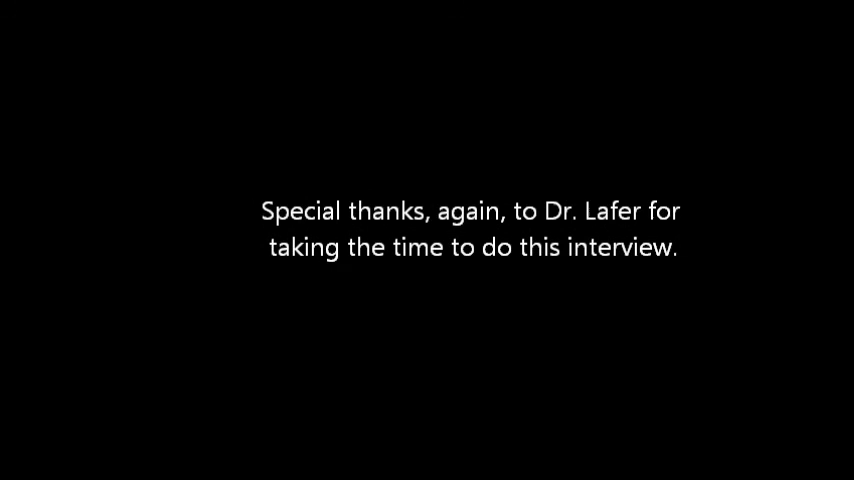 Special thanks, again, to Dr. Lafer for
taking the time to do this interview.